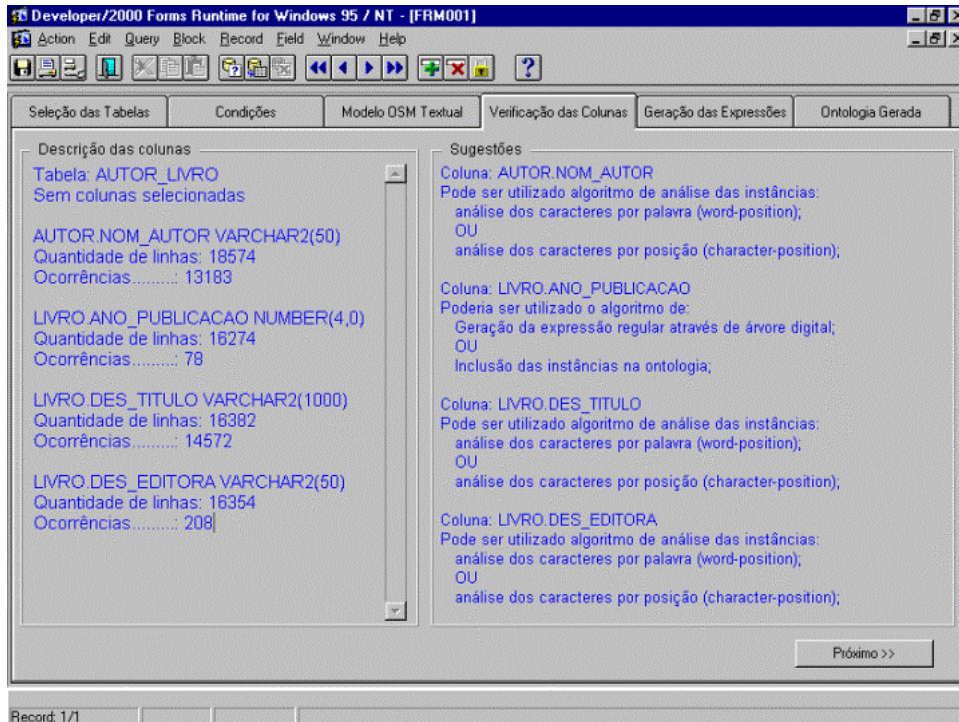 Developer/2000 Forms Runtime for Windows 95 / NT - [FRM001]
Action Edit Query Block Record Field Window Help
Seleção das Tabelas
Condições
Modelo OSM Textual
Verificação das Colunas
Geração das Expressões
Ontologia Gerada
Descrição das colunas
Tabela: AUTOR_LIVRO
Sem colunas selecionadas
AUTOR.NOM_AUTOR VARCHAR2(50)
Quantidade de linhas: 18574
Ocorrências.........: 13183
LIVRO.ANO_PUBLICACAO NUMBER(4,0)
Quantidade de linhas: 16274
Ocorrências.........: 78
LIVRO.DES_TITULO VARCHAR2(1000)
Quantidade de linhas: 16382
Ocorrências.........: 14572
LIVRO.DES_EDITORA VARCHAR2(50)
Quantidade de linhas: 16354
Ocorrências.........: 208
Sugestões
Coluna: AUTOR.NOM_AUTOR
Pode ser utilizado algoritmo de análise das instâncias:
análise dos caracteres por palavra (word-position);
OU
análise dos caracteres por posição (character-position);
Coluna: LIVRO.ANO_PUBLICACAO
Poderia ser utilizado o algoritmo de:
Geração da expressão regular através de árvore digital;
OU
Inclusão das instâncias na ontologia;
Coluna: LIVRO.DES_TITULO
Pode ser utilizado algoritmo de análise das instâncias:
análise dos caracteres por palavra (word-position);
OU
análise dos caracteres por posição (character-position);
Coluna: LIVRO.DES_EDITORA
Pode ser utilizado algoritmo de análise das instâncias:
análise dos caracteres por palavra (word-position);
OU
análise dos caracteres por posição (character-position);
Próximo >>
Record: 1/1